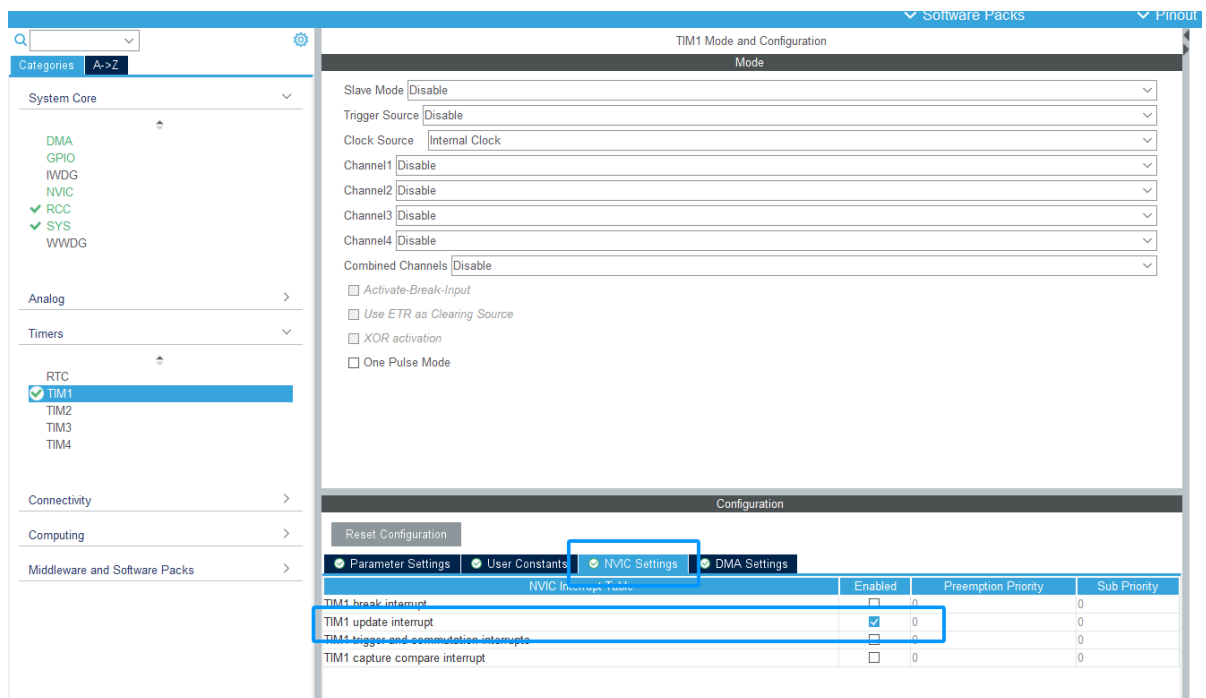 Software Packs Pinout
TIM1 Mode and Configuration
Categories A->Z
Mode
System Core
Slave Mode Disable
Trigger Source Disable
DMA
Clock Source Internal Clock
GPIO
Channel1 Disable
IWDG
NVIC
Channel2 Disable
RCC
Channel3 Disable
SYS
WWDG
Channel4 Disable
Combined Channels Disable
Analog
Activate-Break-Input
Use ETR as Clearing Source
Timers
XOR activation
One Pulse Mode
RTC
TIM1
TIM2
TIM3
TIM4
Connectivity
Configuration
Computing
Reset Configuration
Middleware and Software Packs
Parameter Settings User Constants NVIC Settings DMA Settings
NVIC Interrupt Table Enabled Preemption Priority Sub Priority
TIM1 break interrupt 0 0
TIM1 update interrupt 0 0
TIM1 trigger and commutation interrupts 0 0
TIM1 capture compare interrupt 0 0